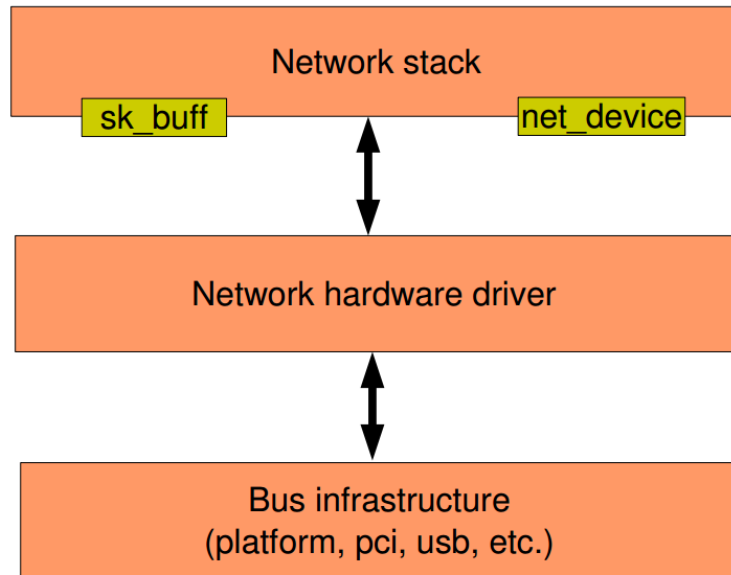 Network stack
sk_buff
net_device
Network hardware driver
Bus infrastructure
(platform, pci, usb, etc.)